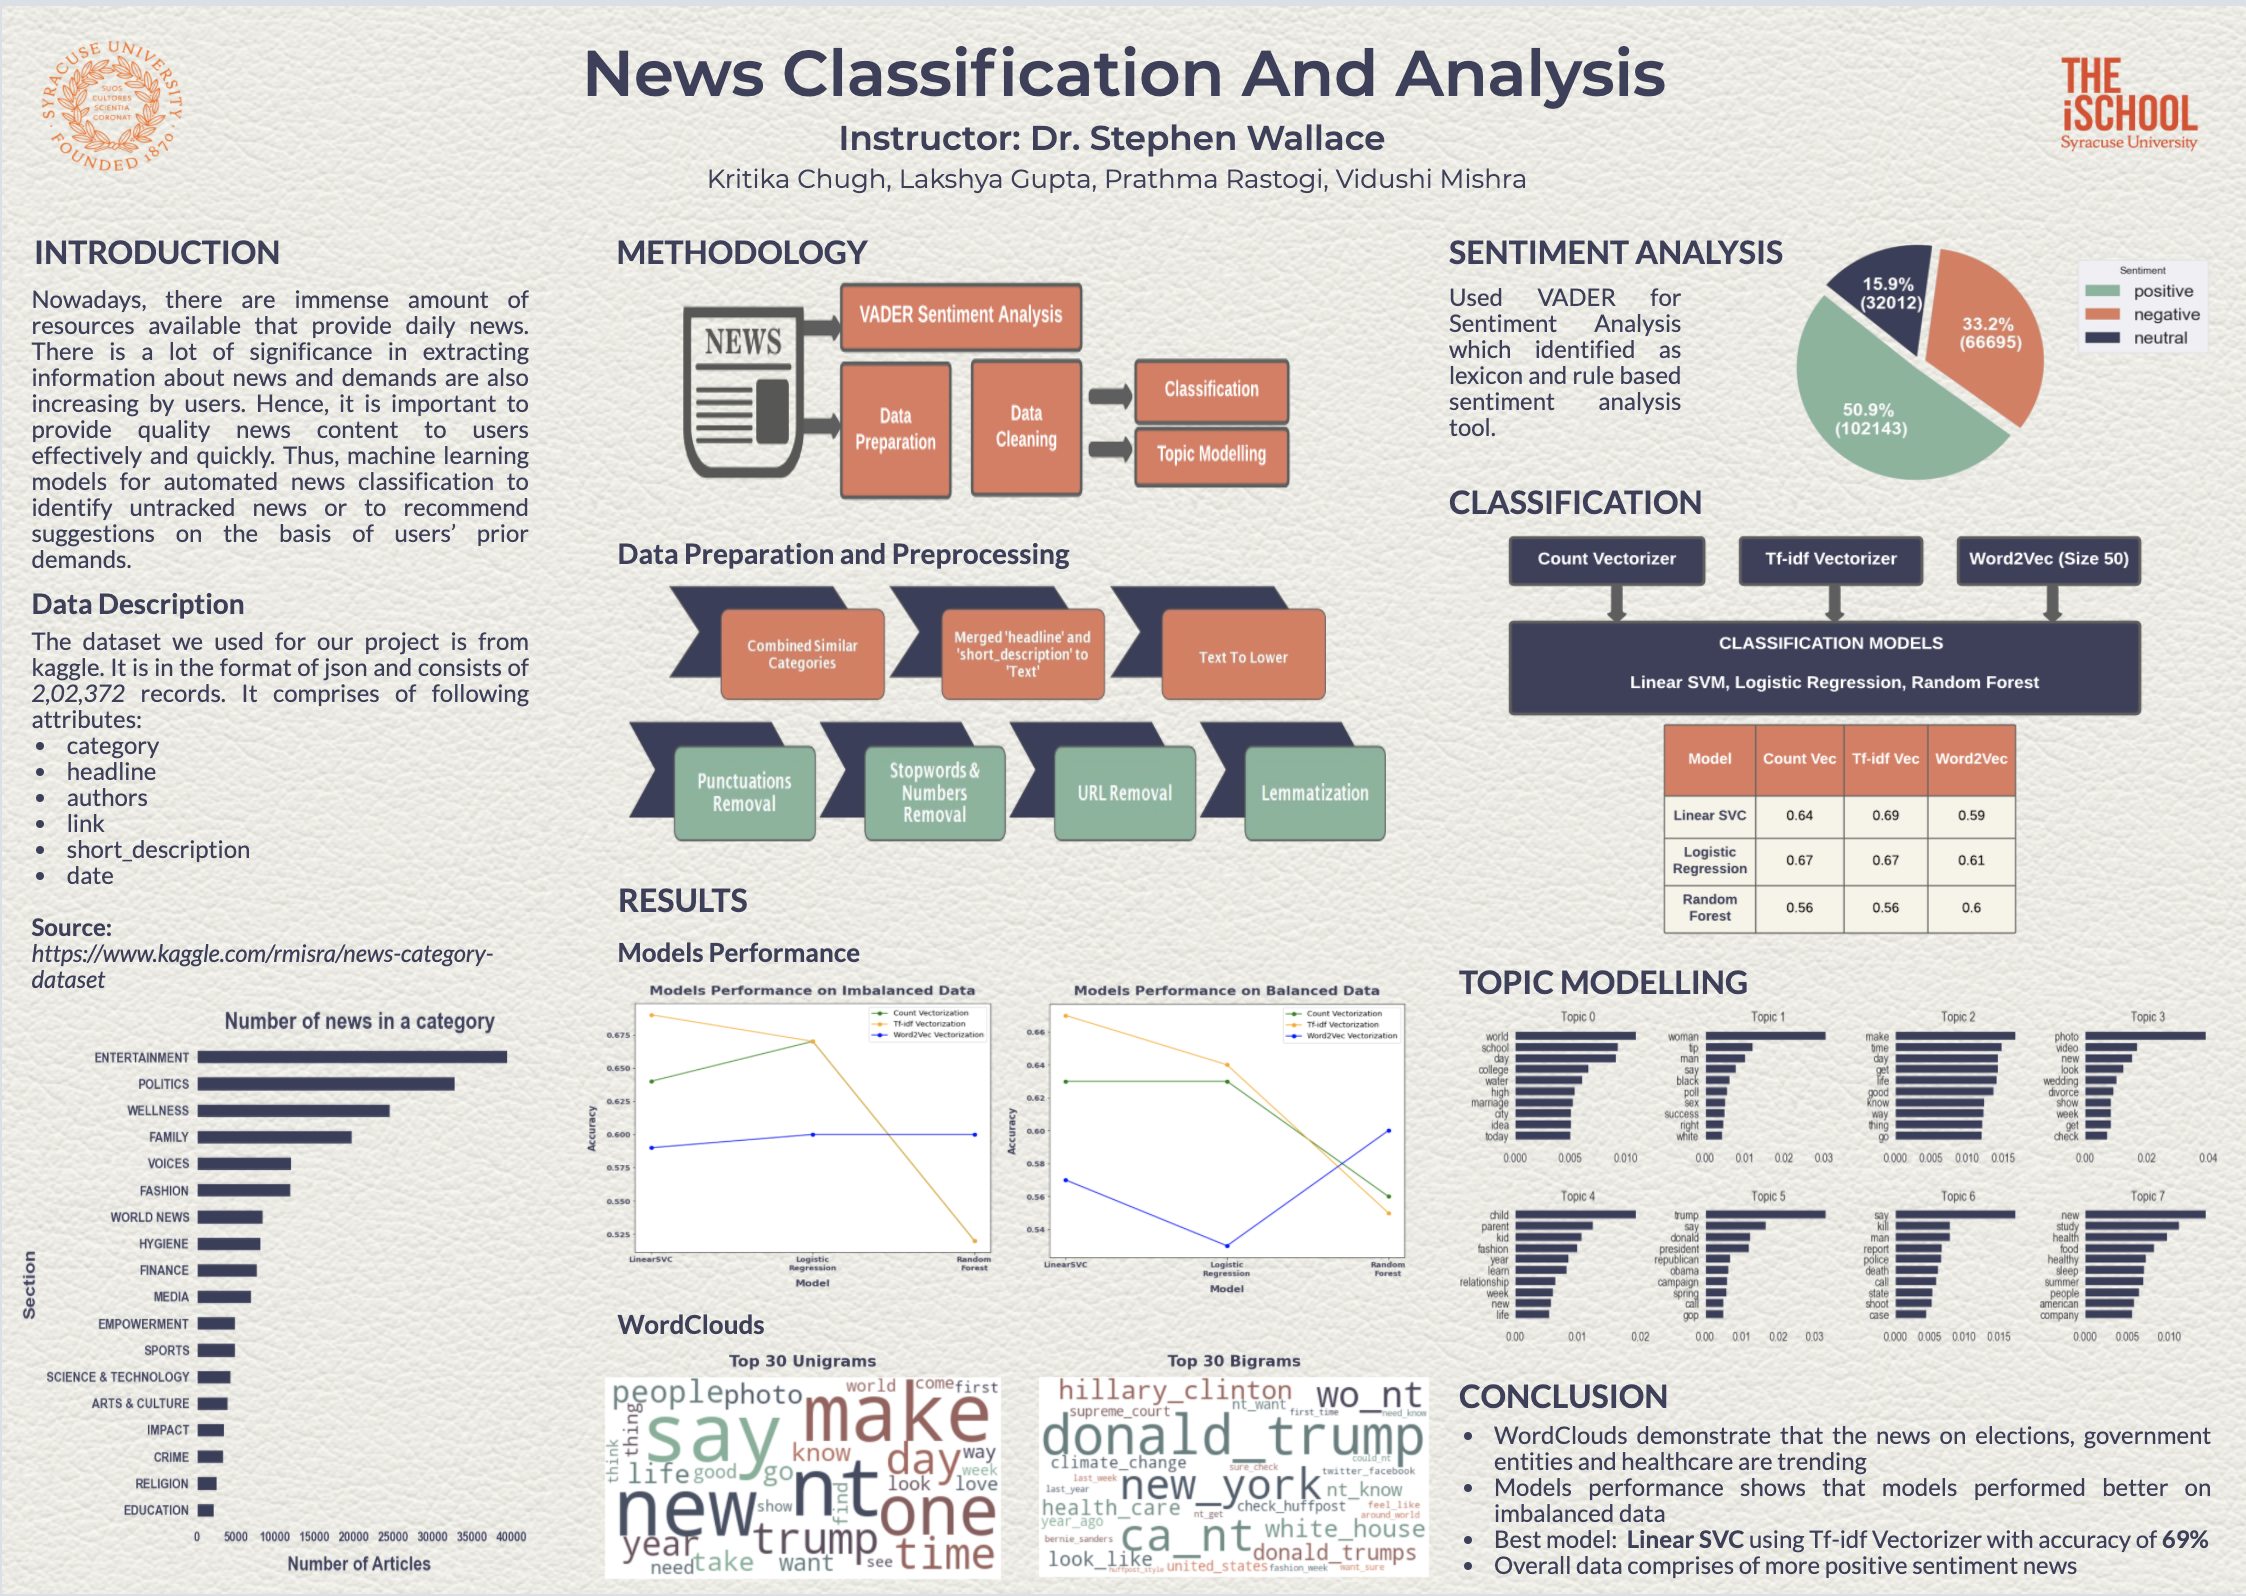 SYRACUSE UNIVERSITY
FOUNDED 1870
SUOS
CULTORES
SCIENTIA
CORONAT
News Classification And Analysis
Instructor: Dr. Stephen Wallace
Kritika Chugh, Lakshya Gupta, Prathma Rastogi, Vidushi Mishra
THE
iSCHOOL
Syracuse University
INTRODUCTION
Nowadays, there are immense amount of
resources available that provide daily news.
There is a lot of significance in extracting
information about news and demands are also
increasing by users. Hence, it is important to
provide quality news content to users
effectively and quickly. Thus, machine learning
models for automated news classification to
identify untracked news or to recommend
suggestions on the basis of users’ prior
demands.
Data Description
The dataset we used for our project is from
kaggle. It is in the format of json and consists of
2,02,372 records. It comprises of following
attributes:
• category
• headline
• authors
• link
• short_description
• date
Source:
https://www.kaggle.com/rmisra/news-category-
dataset
Number of news in a category
Section
ENTERTAINMENT
POLITICS
WELLNESS
FAMILY
VOICES
FASHION
WORLD NEWS
HYGIENE
FINANCE
MEDIA
EMPOWERMENT
SPORTS
SCIENCE & TECHNOLOGY
ARTS & CULTURE
IMPACT
CRIME
RELIGION
EDUCATION
0 5000 10000 15000 20000 25000 30000 35000 40000
Number of Articles
METHODOLOGY
NEWS
VADER Sentiment Analysis
Data
Preparation
Data
Cleaning
Classification
Topic Modelling
Data Preparation and Preprocessing
Combined Similar
Categories
Merged 'headline' and
'short_description' to
'Text'
Text To Lower
Punctuations
Removal
Stopwords &
Numbers
Removal
URL Removal
Lemmatization
RESULTS
Models Performance
Models Performance on Imbalanced Data
Count Vectorization
Tf-idf Vectorization
Word2Vec Vectorization
Accuracy
0.675
0.650
0.625
0.600
0.575
0.550
0.525
LinearSVC
Logistic
Regression
Random
Forest
Model
Models Performance on Balanced Data
Count Vectorization
Tf-idf Vectorization
Word2Vec Vectorization
Accuracy
0.66
0.64
0.62
0.60
0.58
0.56
0.54
LinearSVC
Logistic
Regression
Random
Forest
Model
WordClouds
Top 30 Unigrams
people photo world come first
thing say make
think know day way
life good go nt look week love
new show find one
year trump time
need take want see
Top 30 Bigrams
hillary_clinton wo_nt
supreme_court nt_want first_time need_know
donald_trump
climate_change sure_check could_nt
last_week new_york twitter_facebook
last_year nt_know
health_care check_huffpost feel_like
year_ago nt_get around_world
bernie_sanders ca_nt white_house
look_like donald_trumps
huffpost_style united_states fashion_week want_sure
SENTIMENT ANALYSIS
Used VADER for
Sentiment Analysis
which identified as
lexicon and rule based
sentiment analysis
tool.
15.9%
(32012)
33.2%
(66695)
50.9%
(102143)
Sentiment
positive
negative
neutral
CLASSIFICATION
Count Vectorizer
Tf-idf Vectorizer
Word2Vec (Size 50)
CLASSIFICATION MODELS
Linear SVM, Logistic Regression, Random Forest
Model Count Vec Tf-idf Vec Word2Vec
Linear SVC 0.64 0.69 0.59
Logistic
Regression 0.67 0.67 0.61
Random
Forest 0.56 0.56 0.6
TOPIC MODELLING
Topic 0
world
school
day
college
water
high
marriage
city
idea
today
0.000 0.005 0.010
Topic 1
woman
tip
man
say
black
poll
sex
success
right
white
0.00 0.01 0.02 0.03
Topic 2
make
time
day
get
life
good
know
way
thing
go
0.000 0.005 0.010 0.015
Topic 3
photo
video
new
look
wedding
divorce
show
week
get
check
0.00 0.02 0.04
Topic 4
child
parent
kid
fashion
year
learn
relationship
week
new
life
0.00 0.01 0.02
Topic 5
trump
say
donald
president
republican
obama
campaign
spring
call
gop
0.00 0.01 0.02 0.03
Topic 6
say
kill
man
report
police
death
call
state
shoot
case
0.000 0.005 0.010 0.015
Topic 7
new
study
health
food
healthy
sleep
summer
people
american
company
0.000 0.005 0.010
CONCLUSION
• WordClouds demonstrate that the news on elections, government
entities and healthcare are trending
• Models performance shows that models performed better on
imbalanced data
• Best model: Linear SVC using Tf-idf Vectorizer with accuracy of 69%
• Overall data comprises of more positive sentiment news